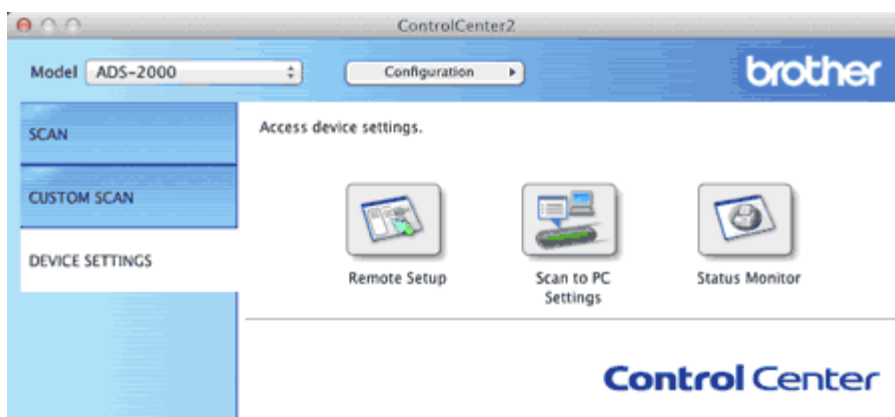 ControlCenter2
Model ADS-2000 Configuration
brother
SCAN
CUSTOM SCAN
DEVICE SETTINGS
Access device settings.
Remote Setup
Scan to PC
Settings
Status Monitor
Control Center